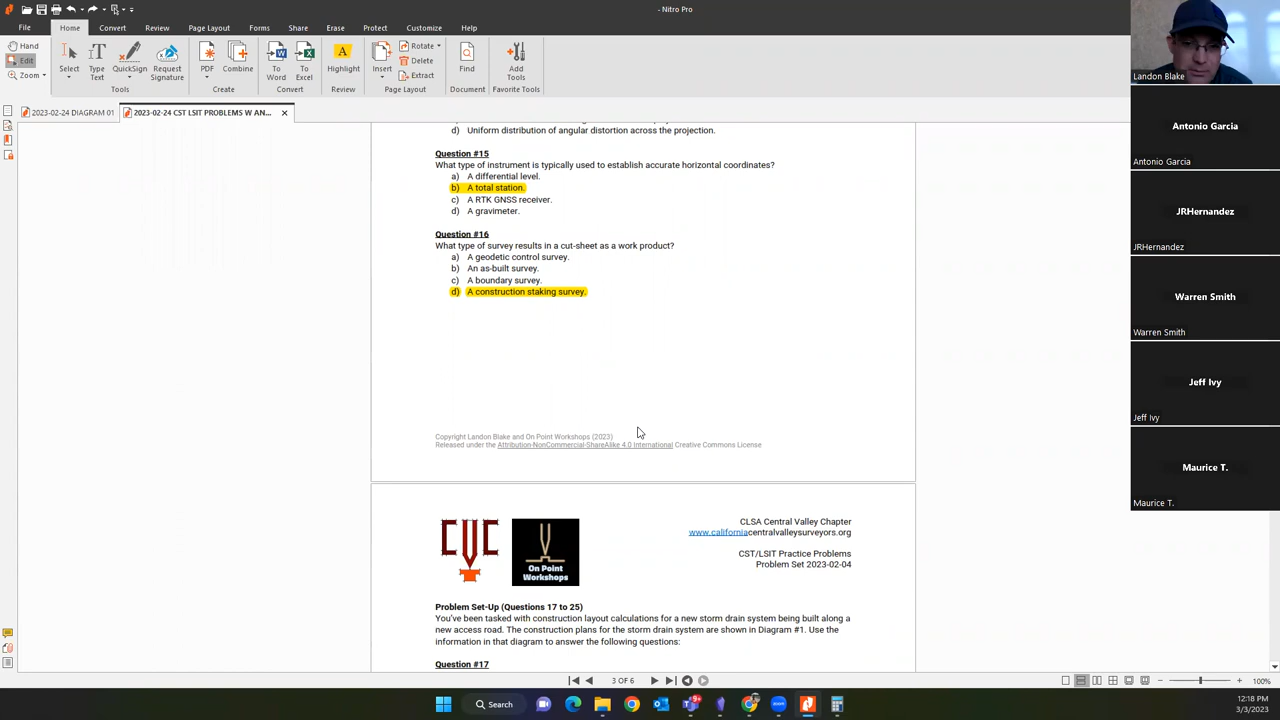 - Nitro Pro
File
Home
Convert
Review
Page Layout
Forms
Share
Erase
Protect
Customize
Help
Hand
Edit
Zoom
Select
Type Text
QuickSign
Request Signature
Tools
PDF
Combine
Create
To Word
To Excel
Convert
Highlight
Review
Insert
Rotate
Delete
Extract
Page Layout
Find
Document
Add Tools
Favorite Tools
2023-02-24 DIAGRAM 01
2023-02-24 CST LSIT PROBLEMS W AN...
d) Uniform distribution of angular distortion across the projection.
Question #15
What type of instrument is typically used to establish accurate horizontal coordinates?
a) A differential level.
b) A total station.
c) A RTK GNSS receiver.
d) A gravimeter.
Question #16
What type of survey results in a cut-sheet as a work product?
a) A geodetic control survey.
b) An as-built survey.
c) A boundary survey.
d) A construction staking survey.
Copyright Landon Blake and On Point Workshops (2023)
Released under the Attribution-NonCommercial-ShareAlike 4.0 International Creative Commons License
CVC
On Point
Workshops
CLSA Central Valley Chapter
www.californiacentralvalleysurveyors.org
CST/LSIT Practice Problems
Problem Set 2023-02-04
Problem Set-Up (Questions 17 to 25)
You've been tasked with construction layout calculations for a new storm drain system being built along a
new access road. The construction plans for the storm drain system are shown in Diagram #1. Use the
information in that diagram to answer the following questions:
Question #17
3 OF 6
100%
Search
12:18 PM
3/3/2023
Landon Blake
Antonio Garcia
Antonio Garcia
JRHernandez
JRHernandez
Warren Smith
Warren Smith
Jeff Ivy
Jeff Ivy
Maurice T.
Maurice T.